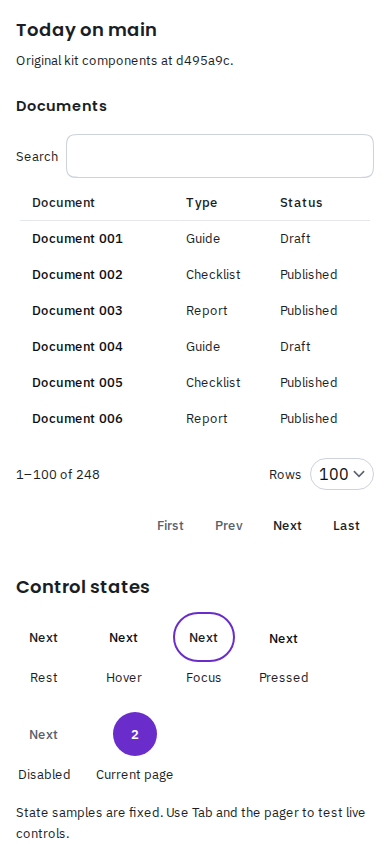 Today on main
Original kit components at d495a9c.
Documents
Search
Document Type Status
Document 001 Guide Draft
Document 002 Checklist Published
Document 003 Report Published
Document 004 Guide Draft
Document 005 Checklist Published
Document 006 Report Published
1–100 of 248 Rows 100
First Prev Next Last
Control states
Next Next Next Next
Rest Hover Focus Pressed
Next 2
Disabled Current page
State samples are fixed. Use Tab and the pager to test live
controls.